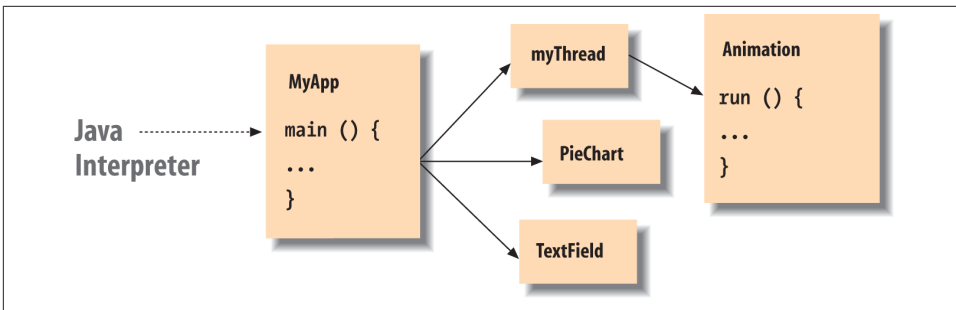 Java
Interpreter
MyApp
main () {
...
}
myThread
PieChart
TextField
Animation
run () {
...
}